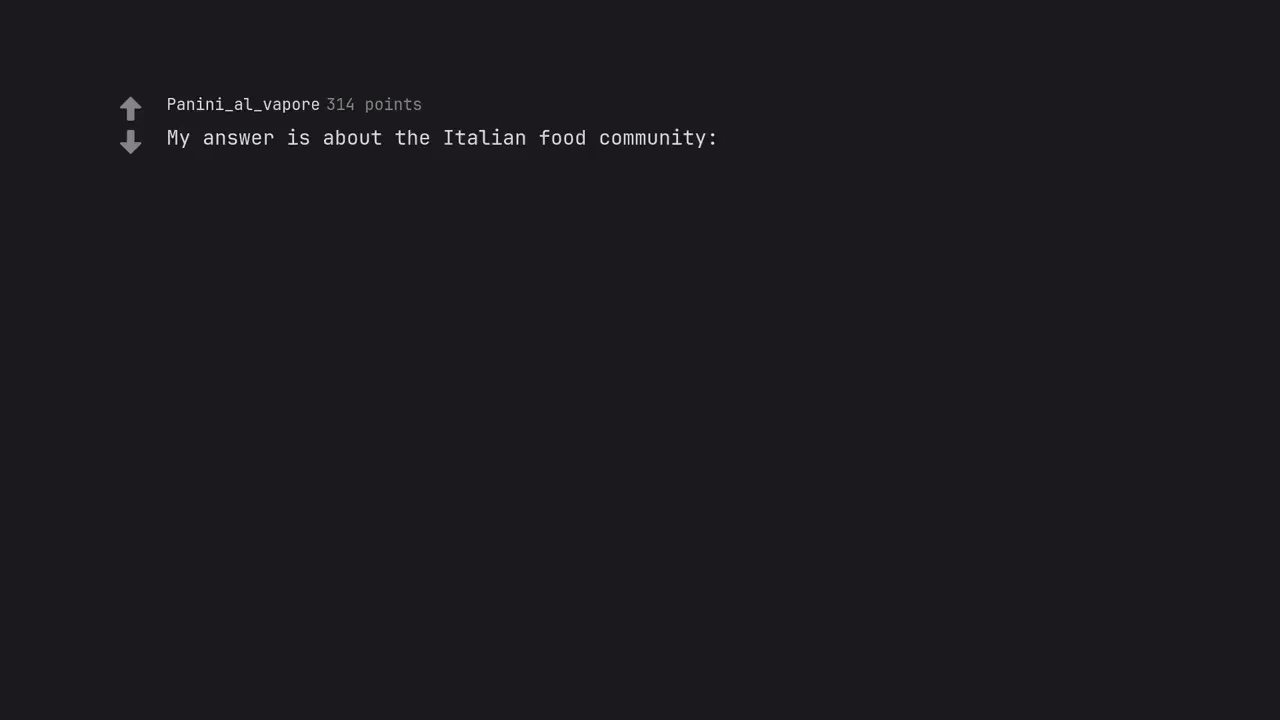 Panini_al_vapore 314 points
My answer is about the Italian food community: